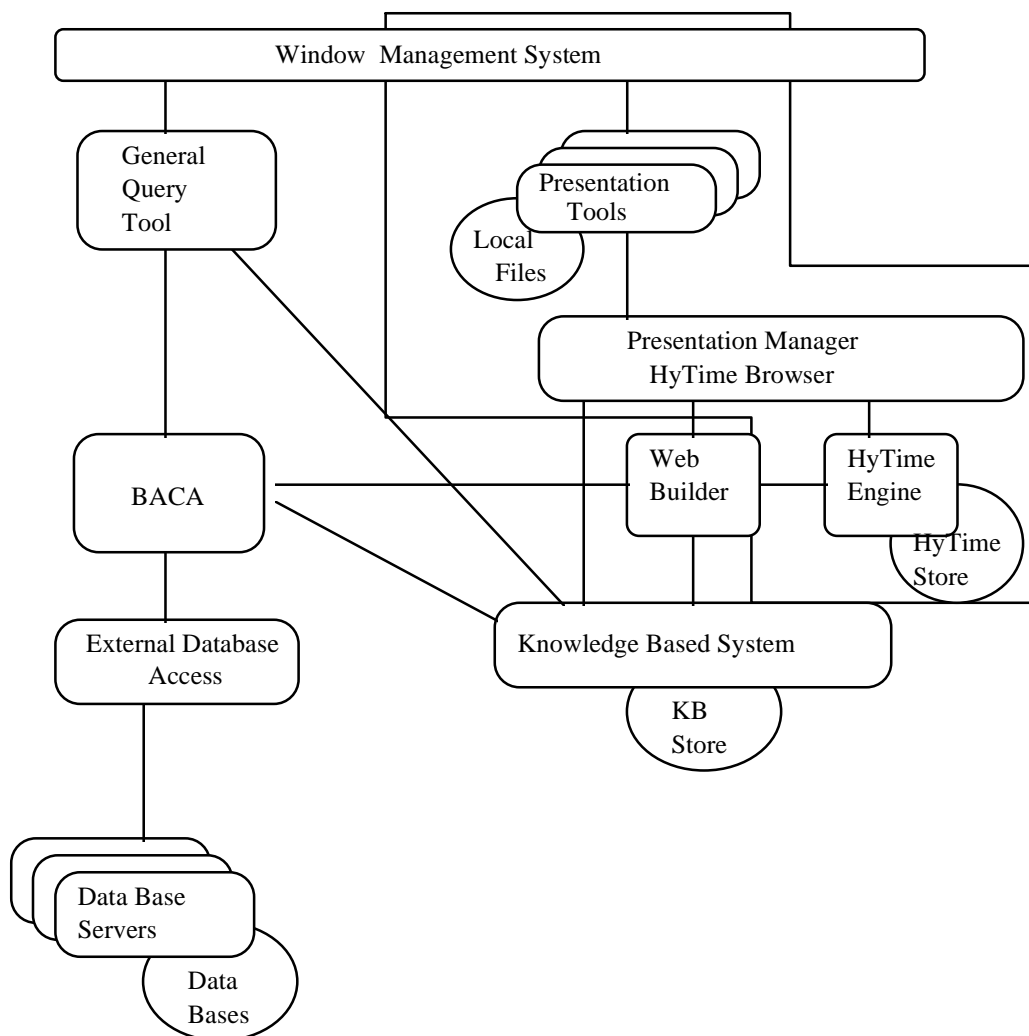 Window Management System
General
Query
Tool
Presentation
Tools
Local
Files
Presentation Manager
HyTime Browser
BACA
Web
Builder
HyTime
Engine
HyTime
Store
External Database
Access
Knowledge Based System
KB
Store
Data Base
Servers
Data
Bases